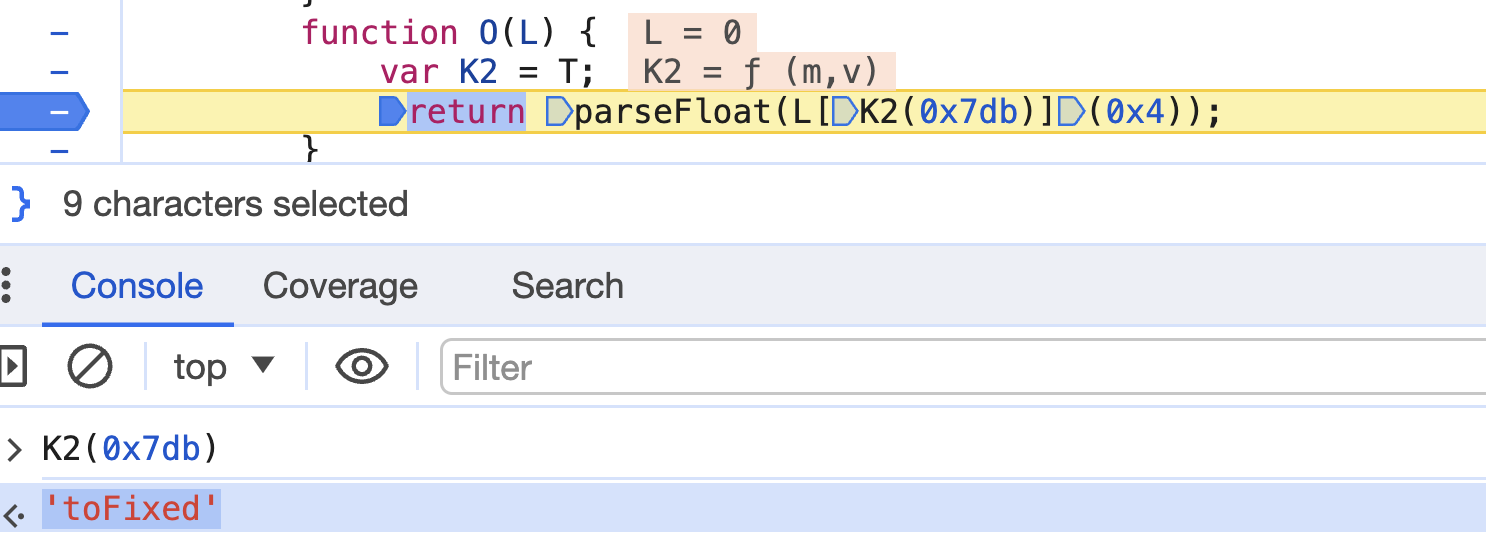 }
function O(L) { L = 0
var K2 = T; K2 = ƒ (m,v)
return parseFloat(L[K2(0x7db)](0x4));
}
} 9 characters selected
Console Coverage Search
top ▼ Filter
> K2(0x7db)
'toFixed'